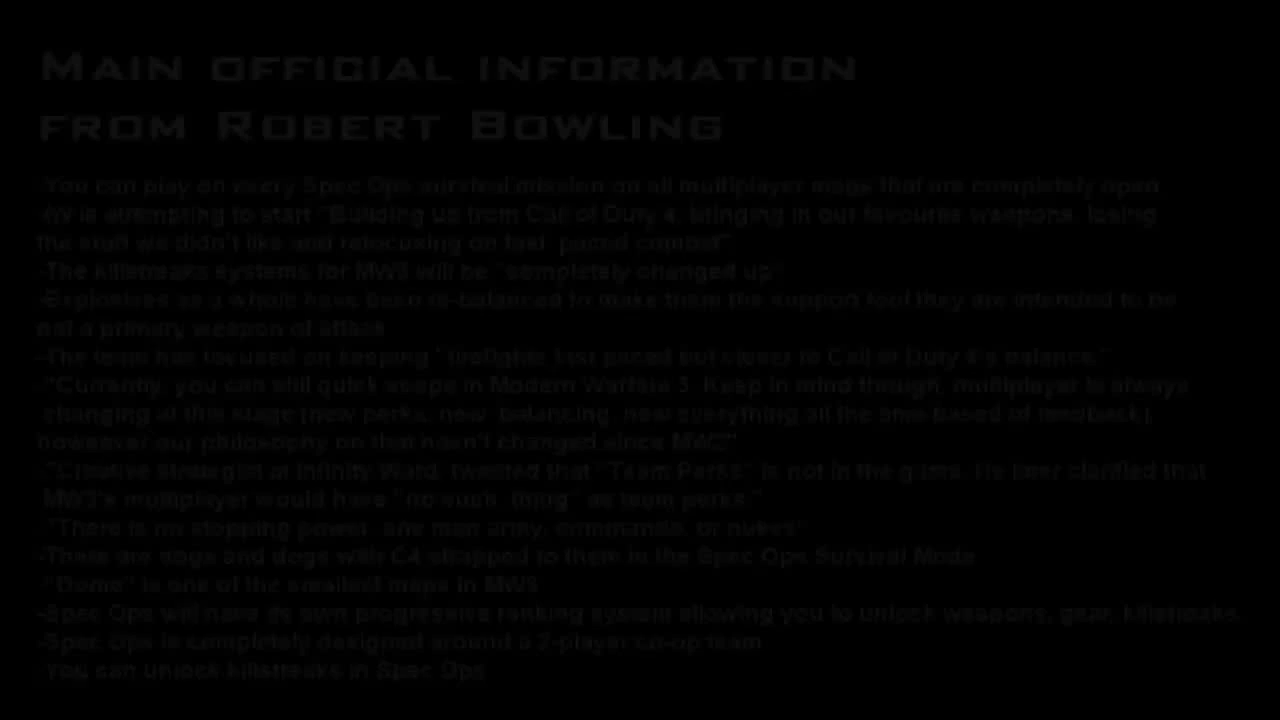 Main official information
from Robert Bowling
-You can play on every Spec Ops survival mission on all multiplayer maps that are completely open
-IW is attempting to start "Building up from Call of Duty 4, bringing in our favourite weapons, losing
the stuff we didn't like and refocusing on fast paced combat"
-The killstreaks systems for MW3 will be "completely changed up"
-Explosives as a whole have been re-balanced to make them the support tool they are intended to be
not a primary weapon of attack
-The team has focused on keeping "firefights fast paced but closer to Call of Duty 4's balance."
-"Currently, you can still quick scope in Modern Warfare 3. Keep in mind though, multiplayer is always
changing at this stage (new perks, new balancing, new everything all the time based of feedback),
however our philosophy on that hasn't changed since MW2"
-"Creative strategist at Infinity Ward, tweeted that "Team Perks" is not in the game. He later clarified that
MW3's multiplayer would have "no such thing" as team perks."
-"There is no stopping power, one man army, commando, or nukes"
-There are dogs and dogs with C4 strapped to them in the Spec Ops Survival Mode
-"Dome" is one of the smallest maps in MW3
-Spec Ops will have its own progressive ranking system allowing you to unlock weapons, gear, killstreaks.
-Spec Ops is completely designed around a 2-player co-op team
-You can unlock killstreaks in Spec Ops